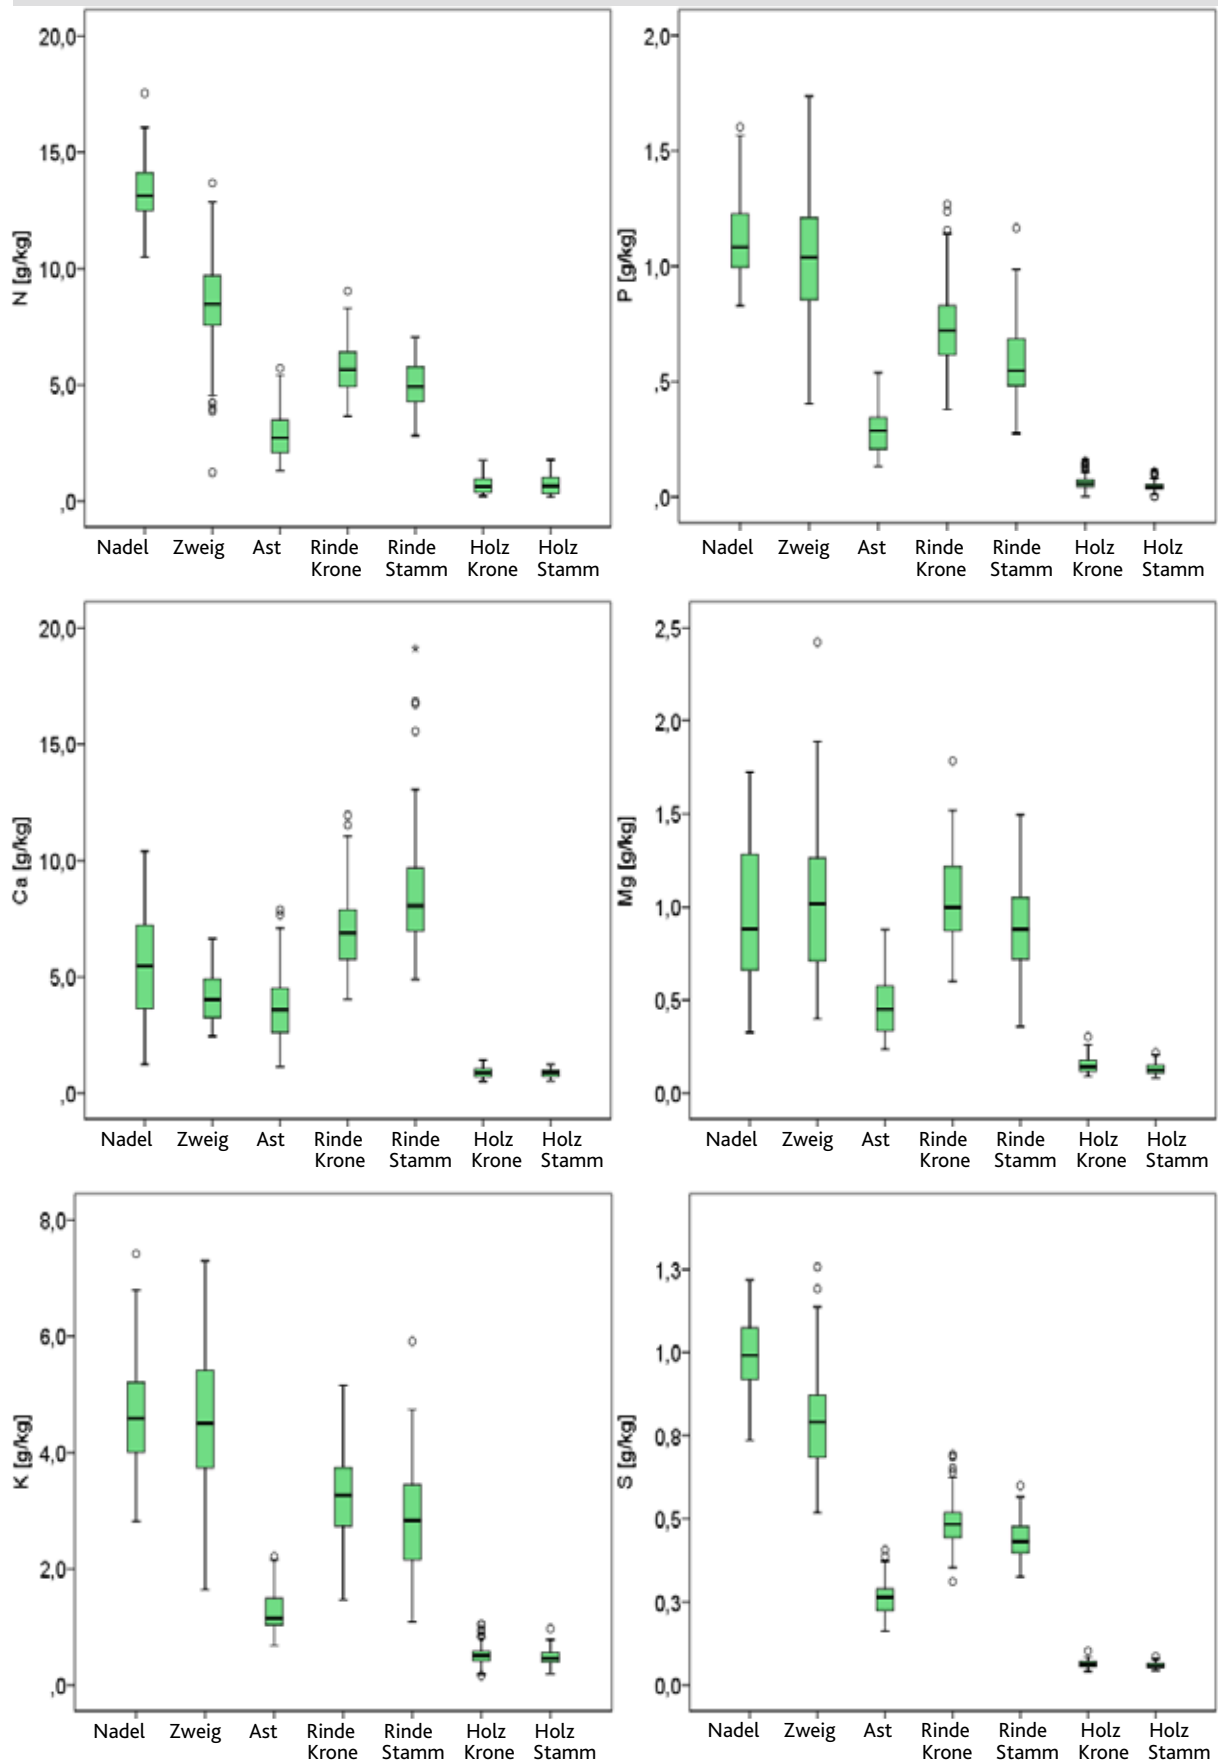 20,0
15,0
10,0
5,0
,0
N [g/kg]
Nadel Zweig Ast Rinde Rinde Holz Holz
Krone Stamm Krone Stamm
2,0
1,5
1,0
,5
,0
P [g/kg]
Nadel Zweig Ast Rinde Rinde Holz Holz
Krone Stamm Krone Stamm
20,0
15,0
10,0
5,0
,0
Ca [g/kg]
Nadel Zweig Ast Rinde Rinde Holz Holz
Krone Stamm Krone Stamm
2,5
2,0
1,5
1,0
0,5
0,0
Mg [g/kg]
Nadel Zweig Ast Rinde Rinde Holz Holz
Krone Stamm Krone Stamm
8,0
6,0
4,0
2,0
,0
K [g/kg]
Nadel Zweig Ast Rinde Rinde Holz Holz
Krone Stamm Krone Stamm
1,3
1,0
0,8
0,5
0,3
0,0
S [g/kg]
Nadel Zweig Ast Rinde Rinde Holz Holz
Krone Stamm Krone Stamm